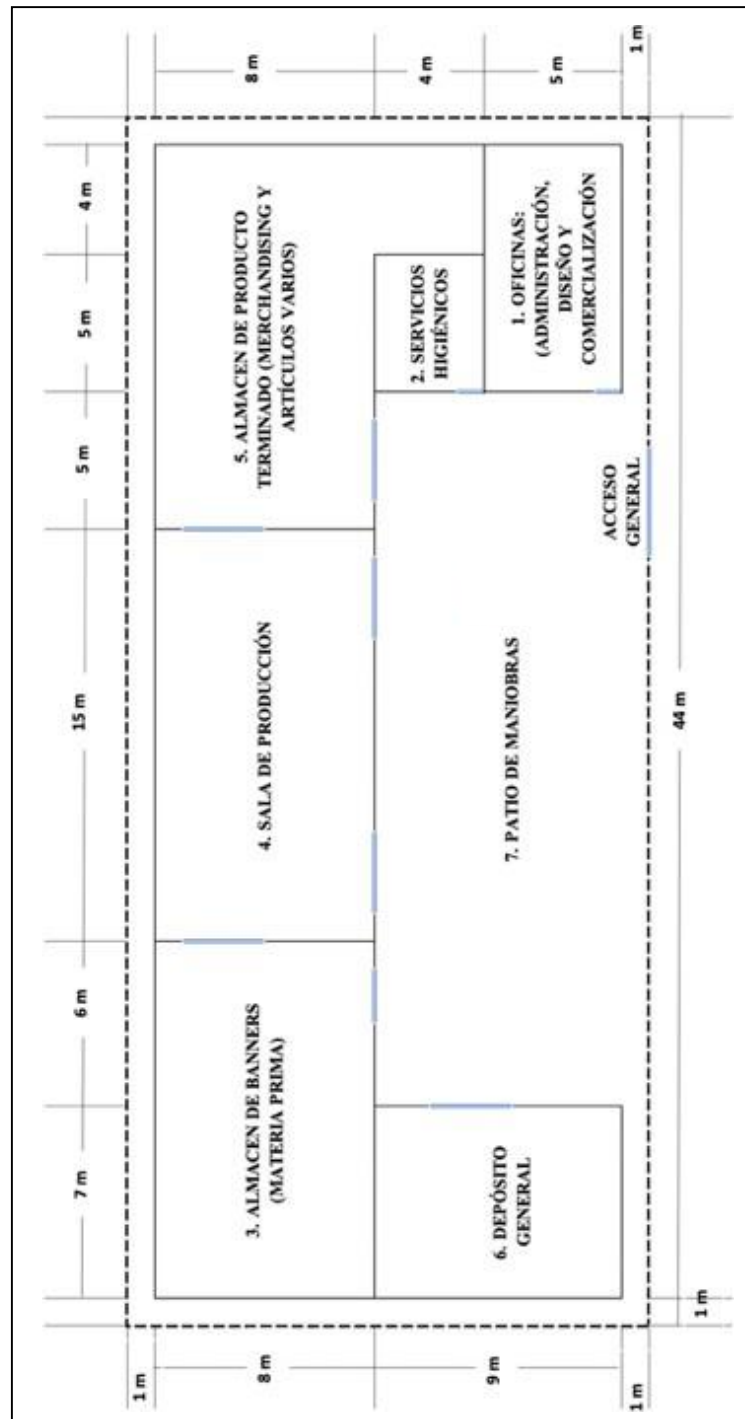 8 m
4 m
5 m
1 m
4 m
5 m
5 m
15 m
6 m
7 m
5. ALMACEN DE PRODUCTO
TERMINADO (MERCHANDISING Y
ARTÍCULOS VARIOS)
2. SERVICIOS
HIGIÉNICOS
1. OFICINAS:
(ADMINISTRACIÓN,
DISEÑO Y
COMERCIALIZACIÓN
4. SALA DE PRODUCCIÓN
ACCESO
GENERAL
7. PATIO DE MANIOBRAS
44 m
3. ALMACEN DE BANNERS
(MATERIA PRIMA)
6. DEPÓSITO
GENERAL
1 m
1 m
8 m
9 m
1 m